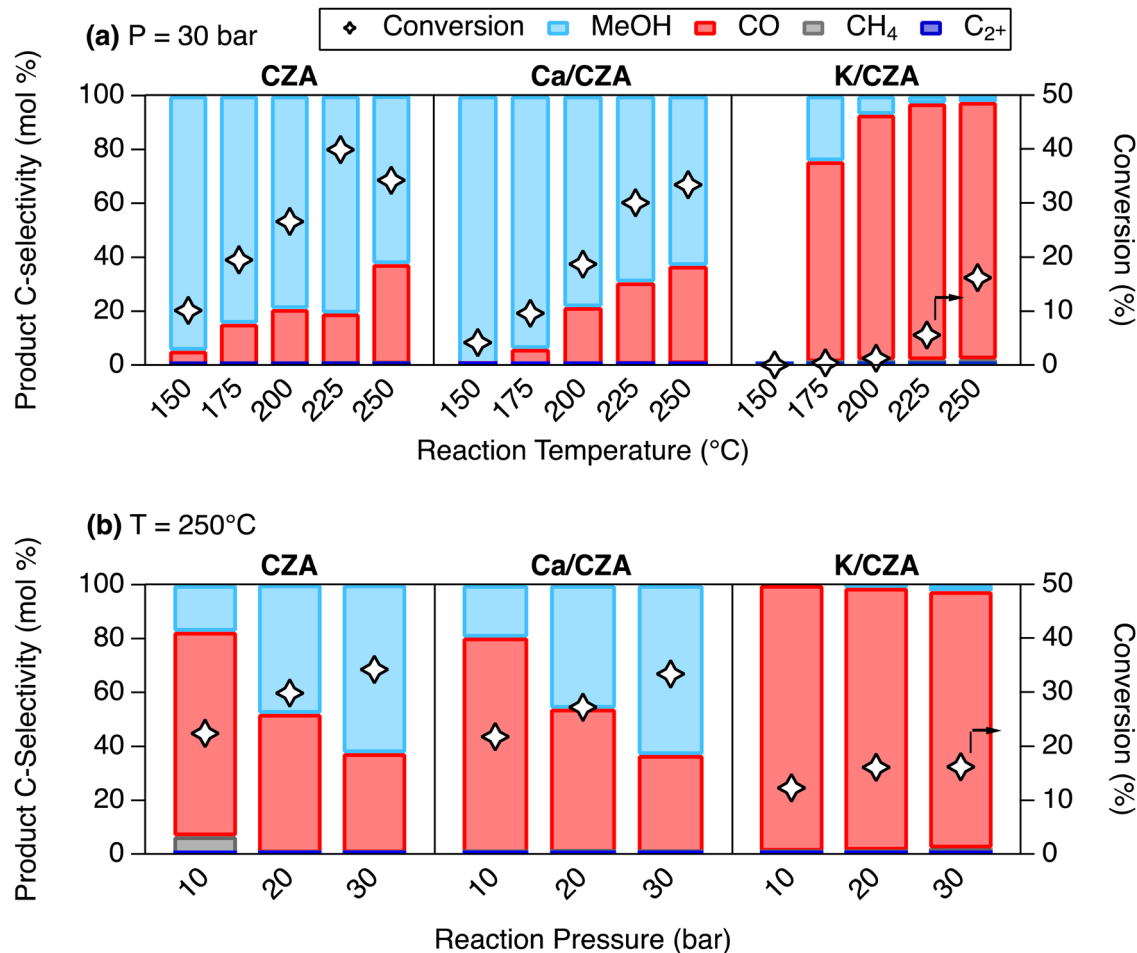 (a) P = 30 bar
Conversion MeOH CO CH₄ C₂₊
CZA Ca/CZA K/CZA
Product C-selectivity (mol %)
100
80
60
40
20
0
50
40
30
20
10
0
Conversion (%)
150 175 200 225 250 150 175 200 225 250 150 175 200 225 250
Reaction Temperature (°C)
(b) T = 250°C
CZA Ca/CZA K/CZA
Product C-Selectivity (mol %)
100
80
60
40
20
0
50
40
30
20
10
0
Conversion (%)
10 20 30 10 20 30 10 20 30
Reaction Pressure (bar)